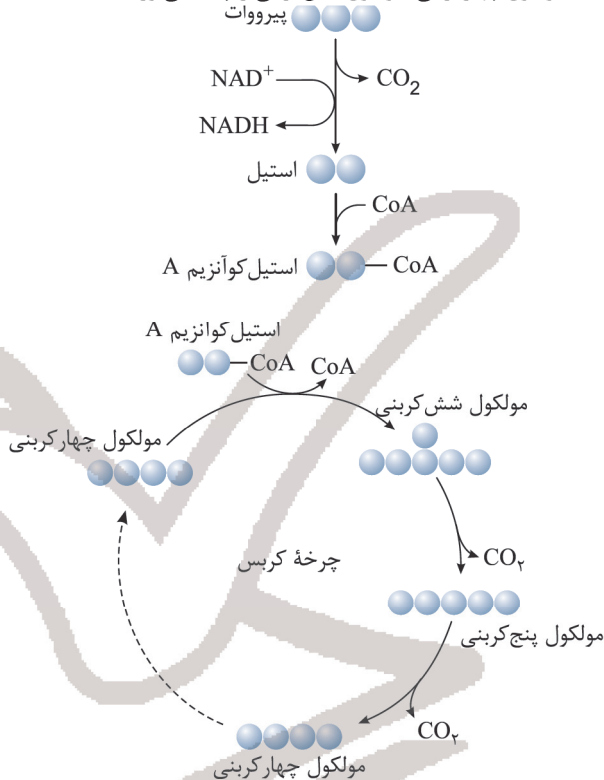 پیرووات
CO2
NAD+
NADH
استیل
CoA
استیل‌کوآنزیم A
CoA
استیل‌کوانزیم A
CoA CoA
مولکول شش‌کربنی
مولکول چهارکربنی
CO۲
چرخهٔ کربس
مولکول پنج‌کربنی
CO۲
مولکول چهارکربنی